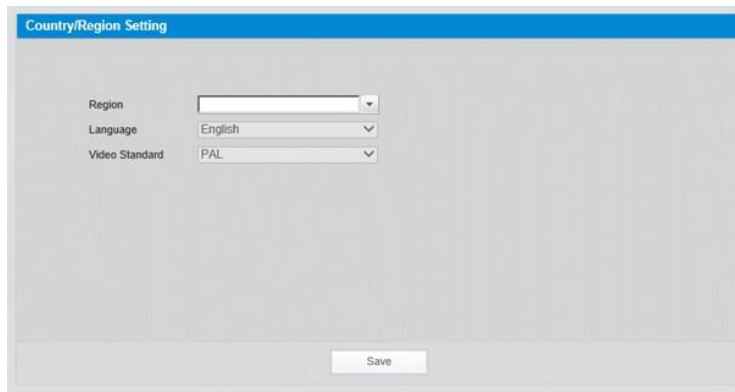 Country/Region Setting
Region
Language English
Video Standard PAL
Save